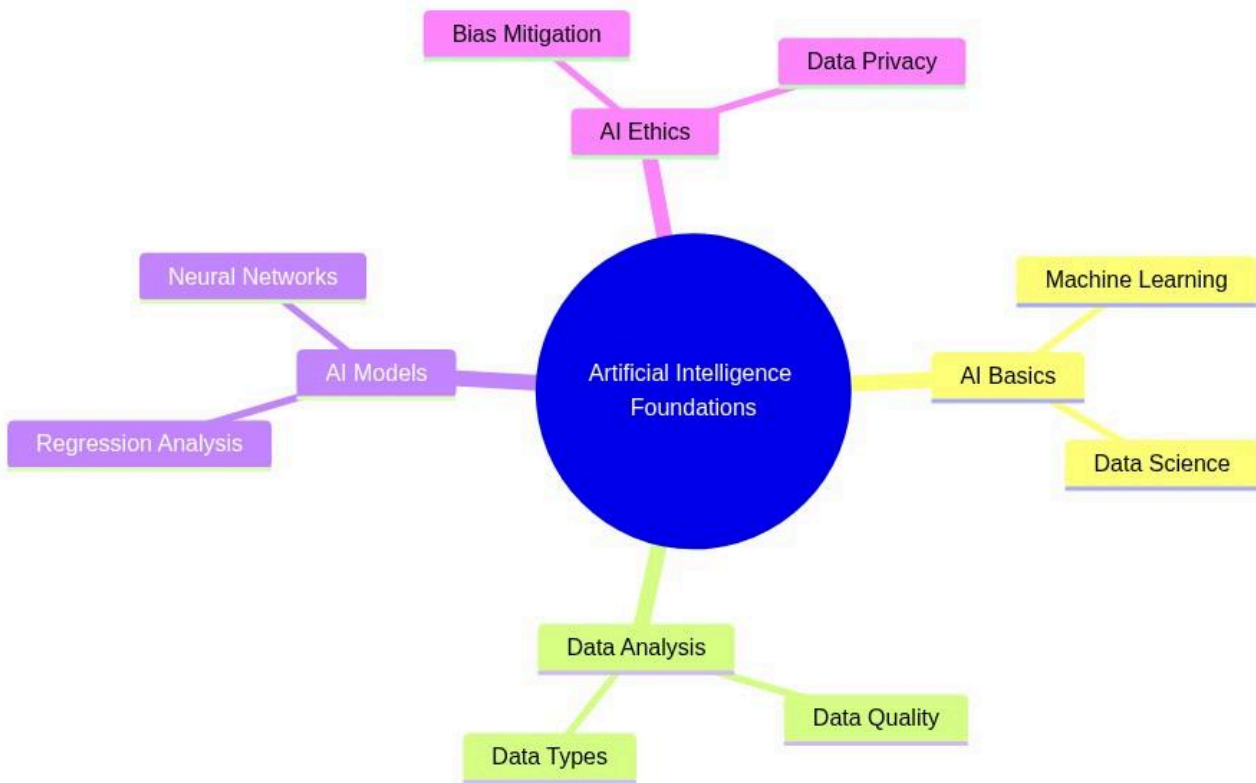 Bias Mitigation
Data Privacy
AI Ethics
Neural Networks
Machine Learning
AI Models
Artificial Intelligence
Foundations
AI Basics
Regression Analysis
Data Science
Data Analysis
Data Quality
Data Types